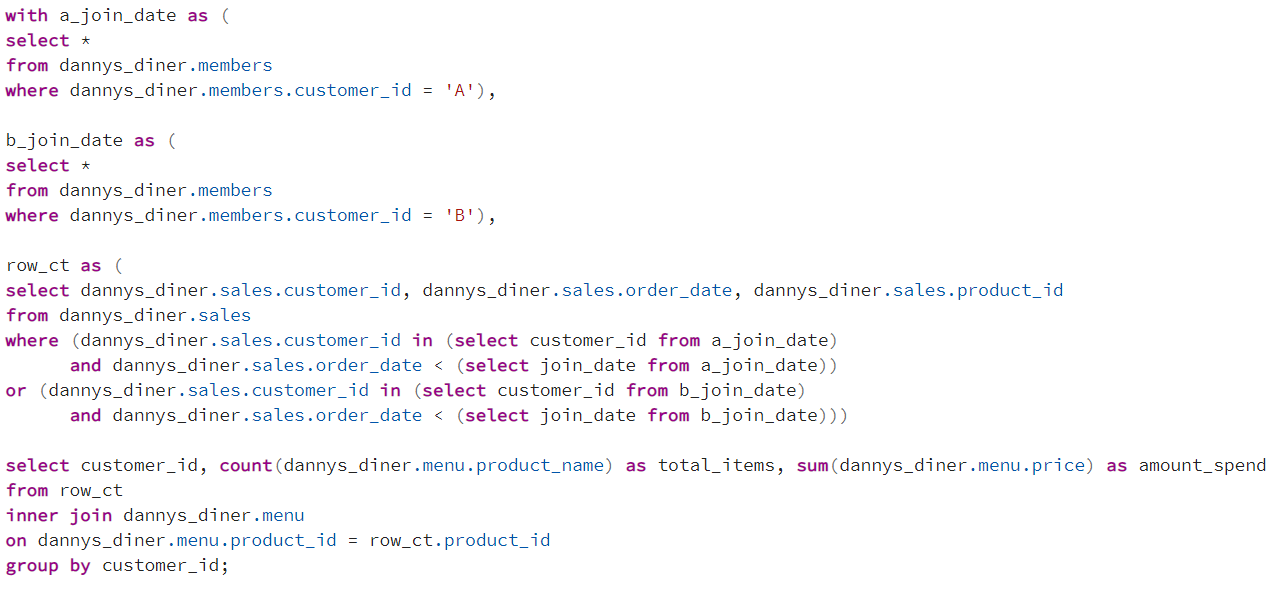 with a_join_date as (
select *
from dannys_diner.members
where dannys_diner.members.customer_id = 'A'),

b_join_date as (
select *
from dannys_diner.members
where dannys_diner.members.customer_id = 'B'),

row_ct as (
select dannys_diner.sales.customer_id, dannys_diner.sales.order_date, dannys_diner.sales.product_id
from dannys_diner.sales
where (dannys_diner.sales.customer_id in (select customer_id from a_join_date)
      and dannys_diner.sales.order_date < (select join_date from a_join_date))
or (dannys_diner.sales.customer_id in (select customer_id from b_join_date)
      and dannys_diner.sales.order_date < (select join_date from b_join_date)))

select customer_id, count(dannys_diner.menu.product_name) as total_items, sum(dannys_diner.menu.price) as amount_spend
from row_ct
inner join dannys_diner.menu
on dannys_diner.menu.product_id = row_ct.product_id
group by customer_id;